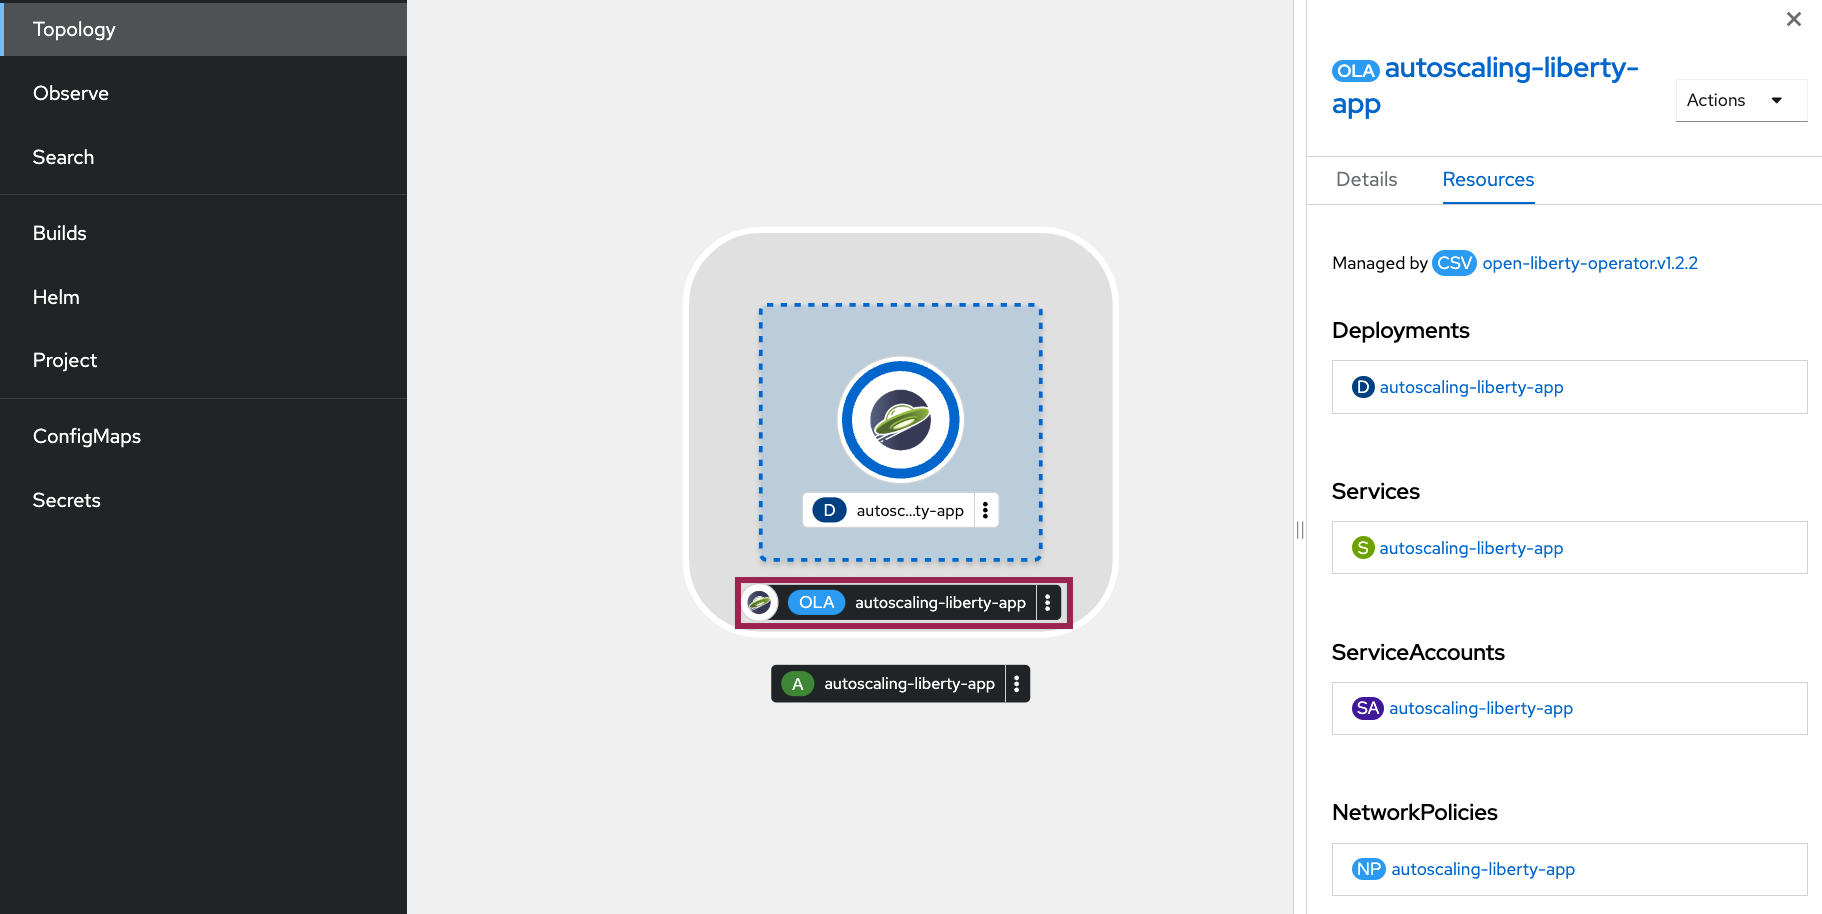 Topology
Observe
Search
Builds
Helm
Project
ConfigMaps
Secrets
D autosc...ty-app
OLA autoscaling-liberty-app
A autoscaling-liberty-app
OLA autoscaling-liberty-
app
Actions
Details Resources
Managed by CSV open-liberty-operator.v1.2.2
Deployments
D autoscaling-liberty-app
Services
S autoscaling-liberty-app
ServiceAccounts
SA autoscaling-liberty-app
NetworkPolicies
NP autoscaling-liberty-app